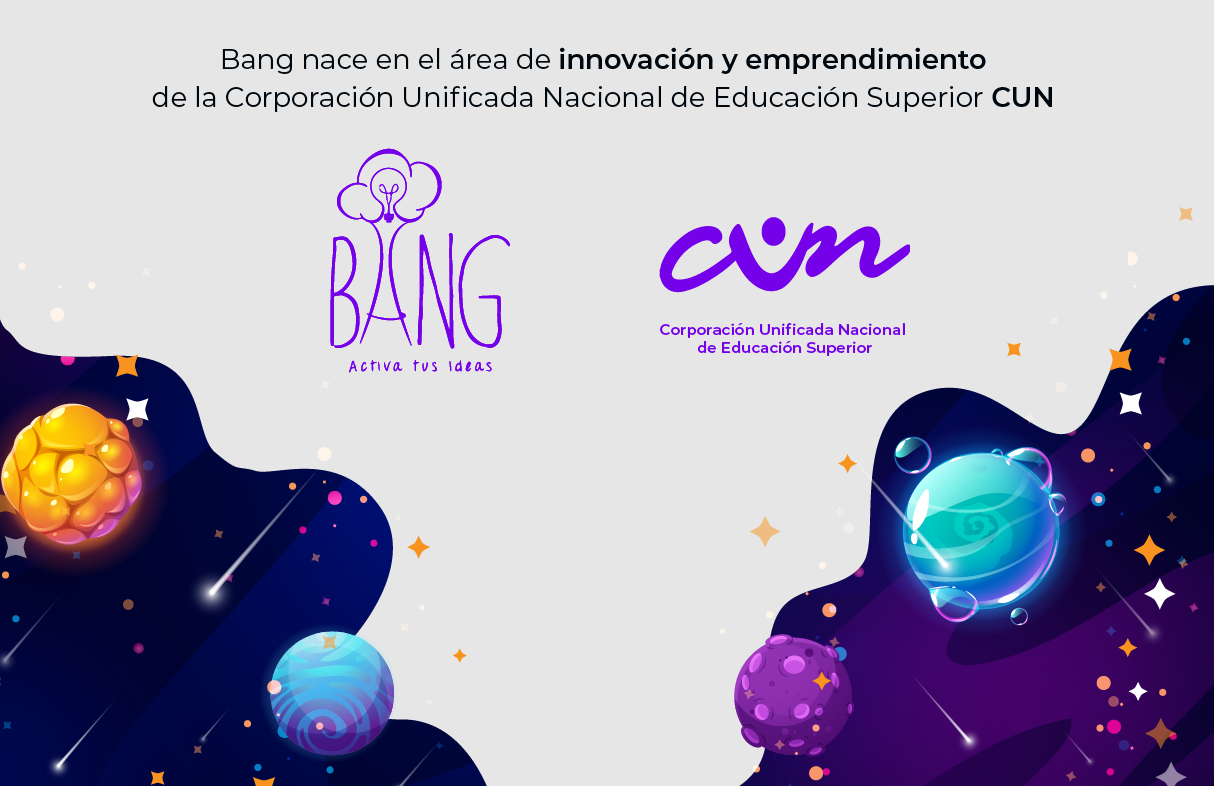 Bang nace en el área de innovación y emprendimiento
de la Corporación Unificada Nacional de Educación Superior CUN
BANG
Activa tus ideas
cun
Corporación Unificada Nacional
de Educación Superior